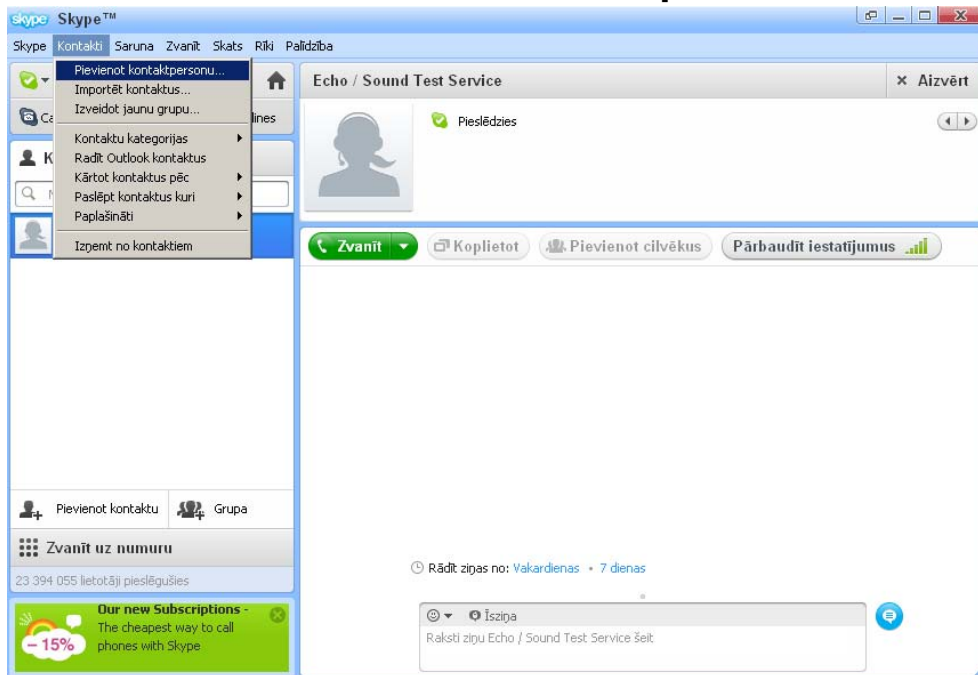 skype Skype™
Skype Kontakti Saruna Zvanīt Skats Rīki Palīdzība
Pievienot kontaktpersonu...
Importēt kontaktus...
Izveidot jaunu grupu...
Kontaktu kategorijas
Radīt Outlook kontaktus
Kārtot kontaktus pēc
Paslēpt kontaktus kuri
Paplašināti
Izņemt no kontaktiem
Pievienot kontaktu Grupa
Zvanīt uz numuru
23 394 055 lietotāji pieslēgušies
Our new Subscriptions -
The cheapest way to call
phones with Skype
– 15%
Echo / Sound Test Service × Aizvērt
Pieslēdzies
Zvanīt Koplietot Pievienot cilvēkus Pārbaudīt iestatījumus
Rādīt ziņas no: Vakardienas • 7 dienas
Īsziņa
Raksti ziņu Echo / Sound Test Service šeit